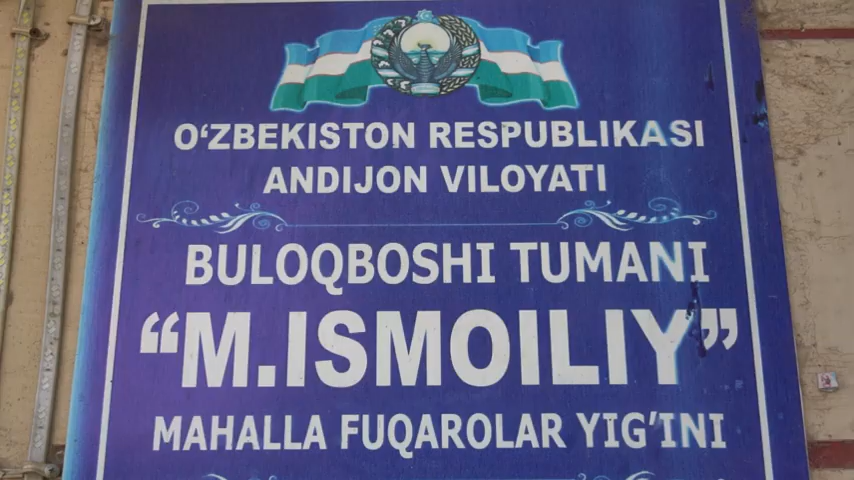 O‘ZBEKISTON RESPUBLIKASI
ANDIJON VILOYATI
BULOQBOSHI TUMANI
“M.ISMOILIY”
MAHALLA FUQAROLAR YIG’INI